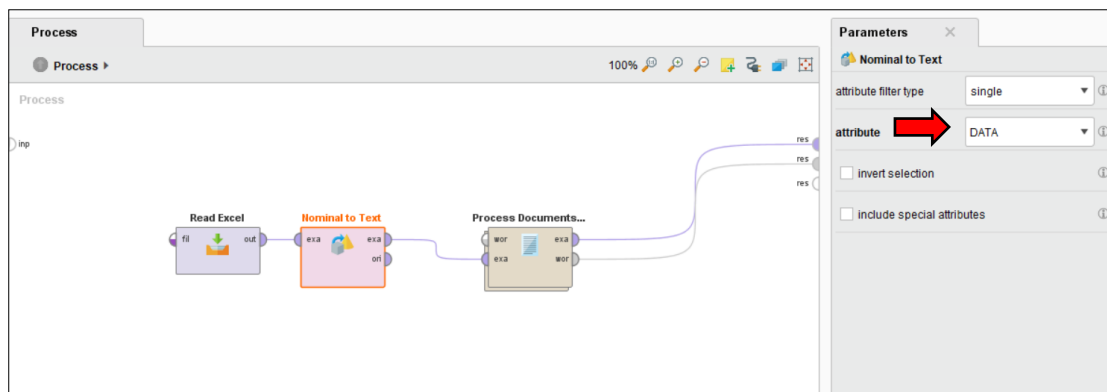 Process
Process
100%
Process
inp
res
res
res
Read Excel
fil
out
Nominal to Text
exa
exa
ori
Process Documents...
wor
exa
exa
wor
Parameters
Nominal to Text
attribute filter type
single
attribute
DATA
invert selection
include special attributes